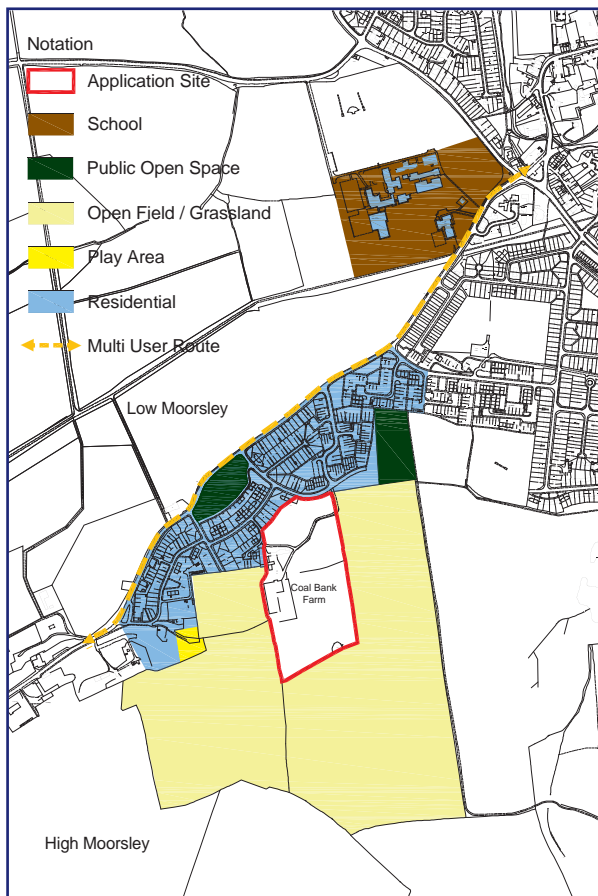 Notation
Application Site
School
Public Open Space
Open Field / Grassland
Play Area
Residential
Multi User Route
Low Moorsley
Coal Bank
Farm
High Moorsley